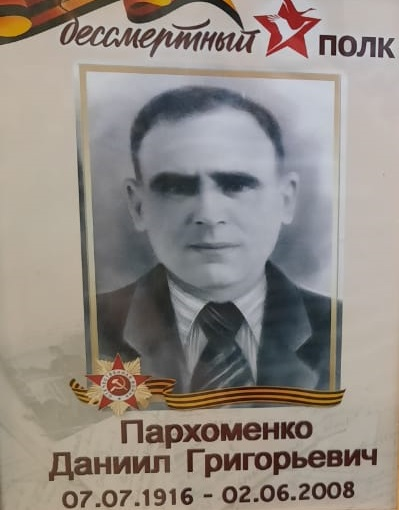 бессмертный полк
Пархоменко
Даниил Григорьевич
07.07.1916 - 02.06.2008